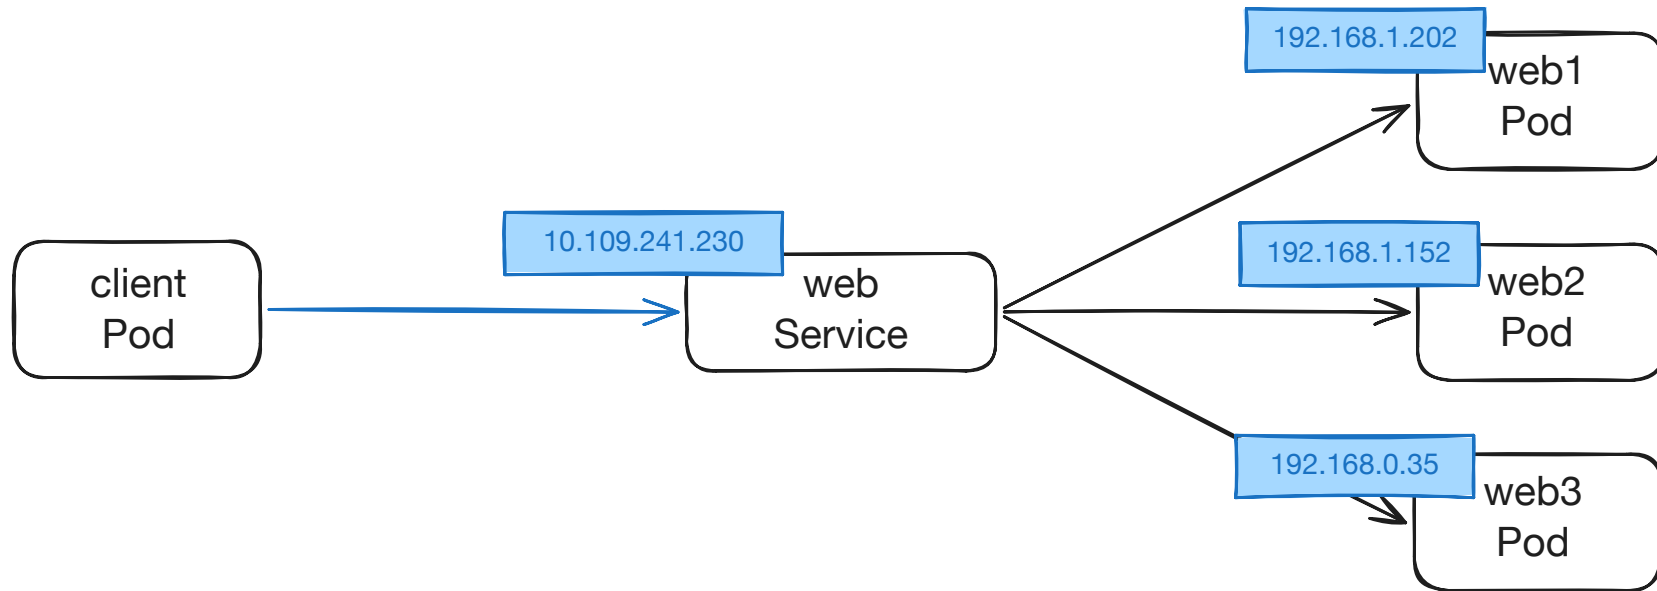 client
Pod
10.109.241.230
web
Service
192.168.1.202
web1
Pod
192.168.1.152
web2
Pod
192.168.0.35
web3
Pod